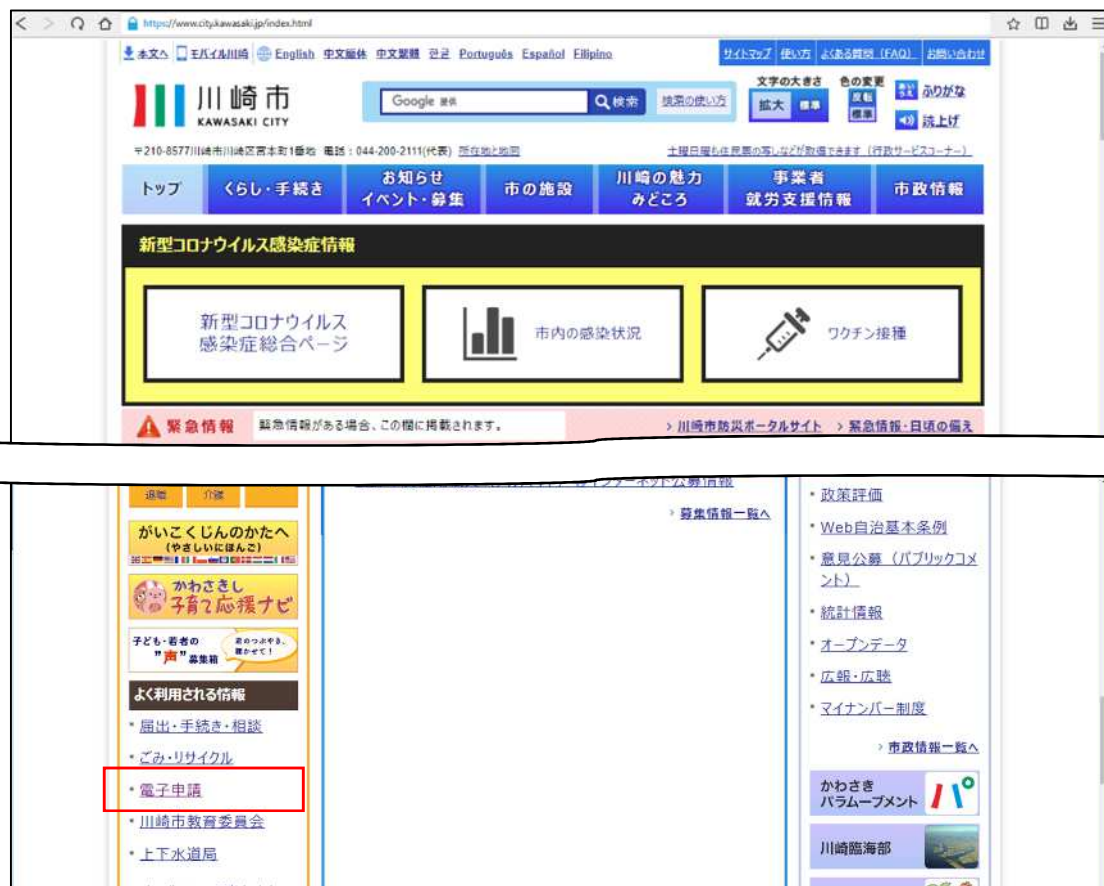 https://www.city.kawasaki.jp/index.html
本文へ モバイル川崎 English 中文簡体 中文繁體 한글 Português Español Filipino
サイトマップ 使い方 よくある質問（FAQ） お問い合わせ
川崎市
KAWASAKI CITY
Google 提供
検索
検索の使い方
文字の大きさ
拡大 標準
色の変更
反転
標準
ふりがな
読上げ
〒210-8577川崎市川崎区宮本町1番地 電話：044-200-2111(代表) 所在地と地図
土曜日曜も住民票の写しなどが取得できます（行政サービスコーナー）
トップ
くらし・手続き
お知らせ
イベント・募集
市の施設
川崎の魅力
みどころ
事業者
就労支援情報
市政情報
新型コロナウイルス感染症情報
新型コロナウイルス
感染症総合ページ
市内の感染状況
ワクチン接種
緊急情報
緊急情報がある場合、この欄に掲載されます。
› 川崎市防災ポータルサイト › 緊急情報・日頃の備え
退職 介護
がいこくじんのかたへ
(やさしいにほんご)
かわさきし
子育て応援ナビ
子ども・若者の
"声"募集箱
君のつぶやき、
聴かせて！
よく利用される情報
・届出・手続き・相談
・ごみ・リサイクル
・電子申請
・川崎市教育委員会
・上下水道局
ターネット公募情報
› 募集情報一覧へ
・政策評価
・Web自治基本条例
・意見公募（パブリックコメ
ント）
・統計情報
・オープンデータ
・広報・広聴
・マイナンバー制度
› 市政情報一覧へ
かわさき
パラムーブメント
川崎臨海部